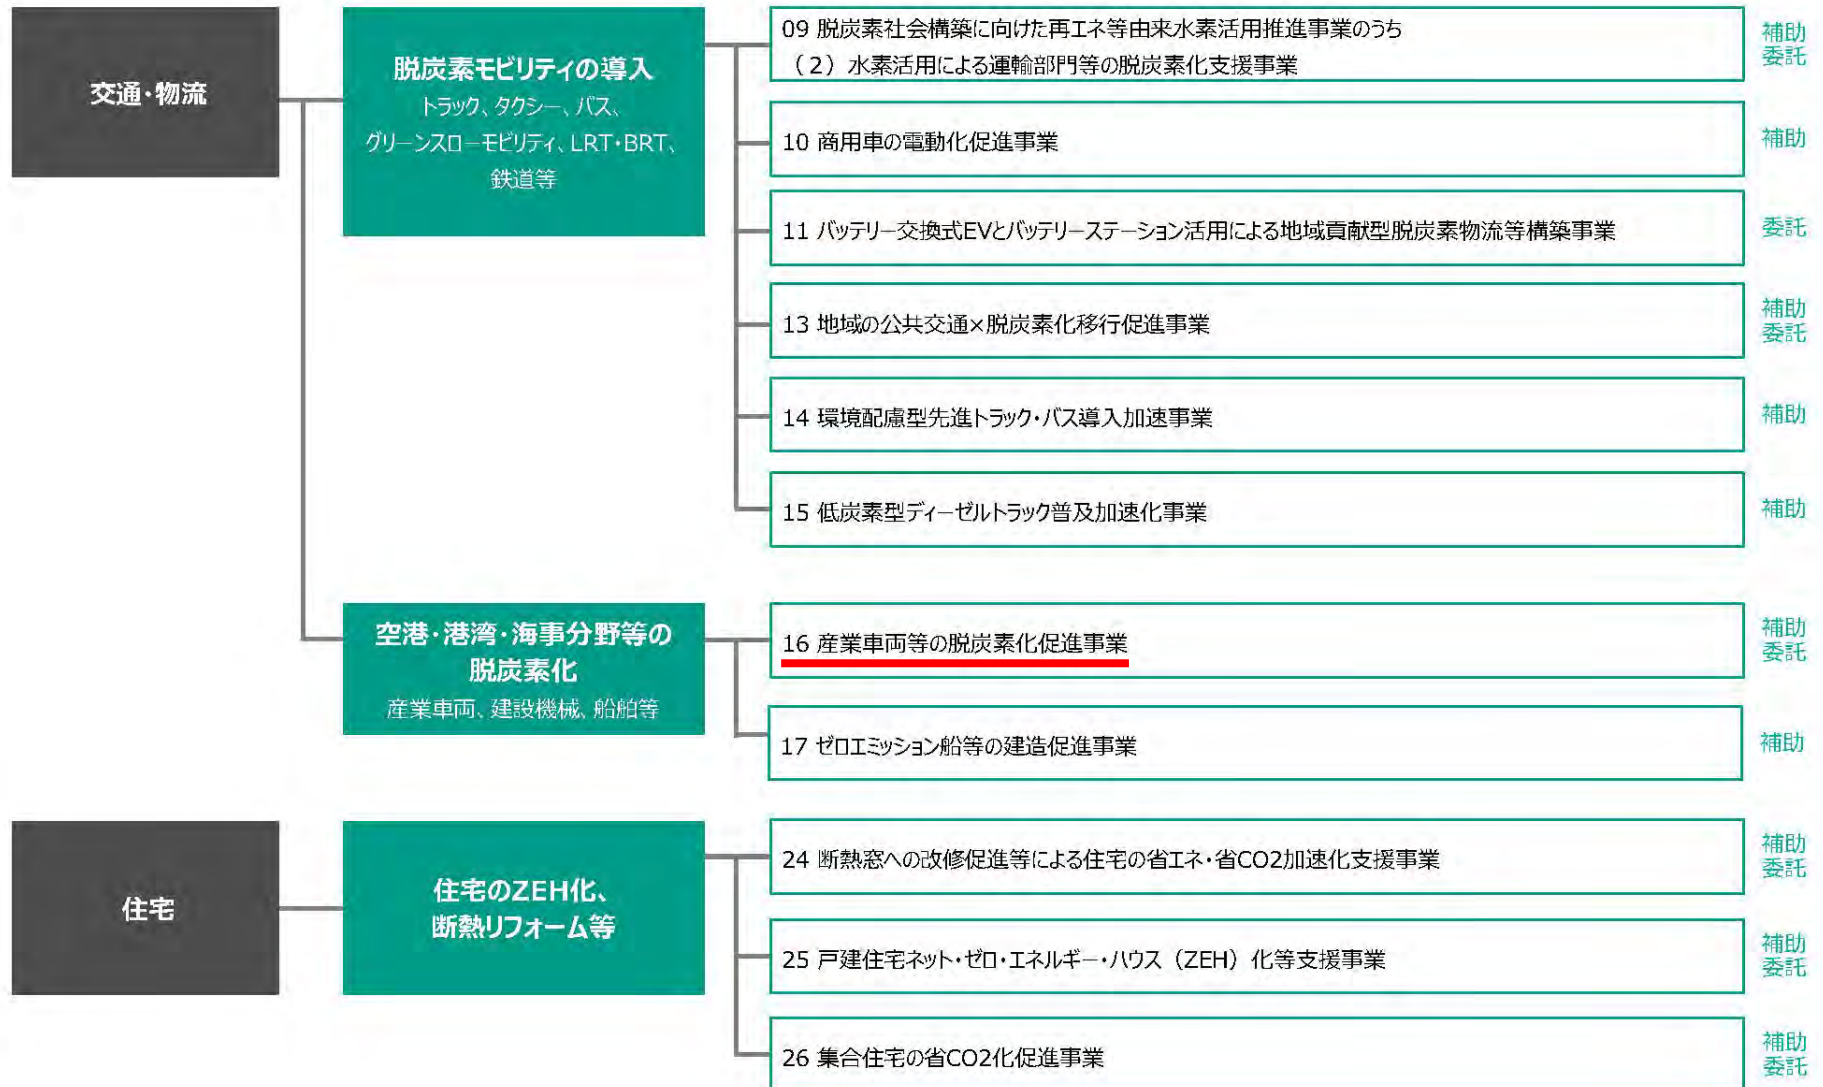 交通・物流
脱炭素モビリティの導入
トラック、タクシー、バス、
グリーンスローモビリティ、LRT・BRT、
鉄道等
09 脱炭素社会構築に向けた再エネ等由来水素活用推進事業のうち
（2）水素活用による運輸部門等の脱炭素化支援事業
補助
委託
10 商用車の電動化促進事業
補助
11 バッテリー交換式EVとバッテリーステーション活用による地域貢献型脱炭素物流等構築事業
委託
13 地域の公共交通×脱炭素化移行促進事業
補助
委託
14 環境配慮型先進トラック・バス導入加速事業
補助
15 低炭素型ディーゼルトラック普及加速化事業
補助
空港・港湾・海事分野等の
脱炭素化
産業車両、建設機械、船舶等
16 産業車両等の脱炭素化促進事業
補助
委託
17 ゼロエミッション船等の建造促進事業
補助
住宅
住宅のZEH化、
断熱リフォーム等
24 断熱窓への改修促進等による住宅の省エネ・省CO2加速化支援事業
補助
委託
25 戸建住宅ネット・ゼロ・エネルギー・ハウス（ZEH）化等支援事業
補助
委託
26 集合住宅の省CO2化促進事業
補助
委託